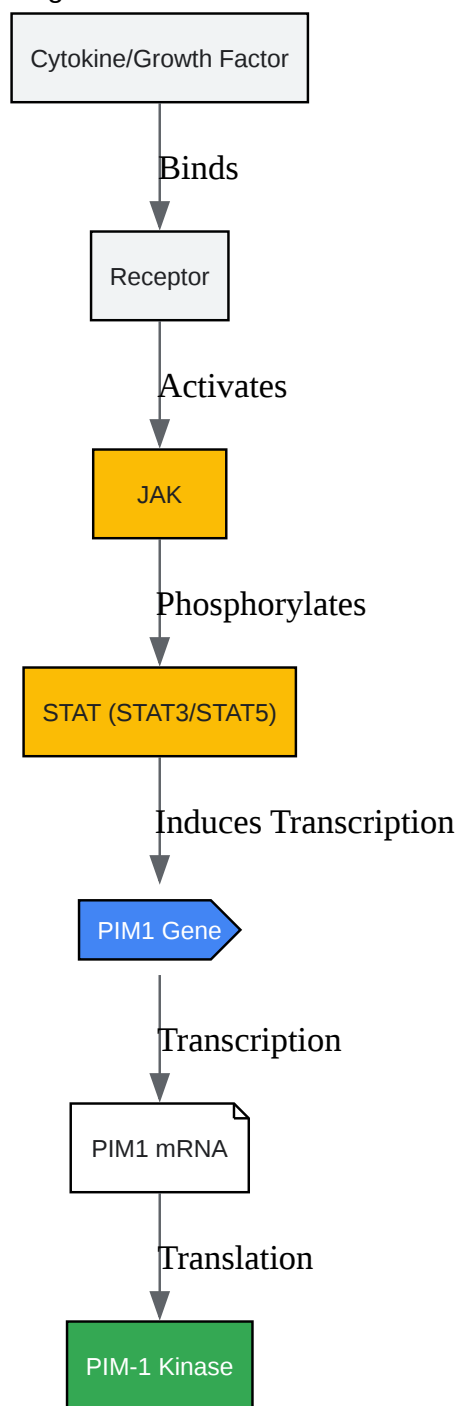 Cytokine/Growth Factor
Binds
Receptor
Activates
JAK
Phosphorylates
STAT (STAT3/STAT5)
Induces Transcription
PIM1 Gene
Transcription
PIM1 mRNA
Translation
PIM-1 Kinase